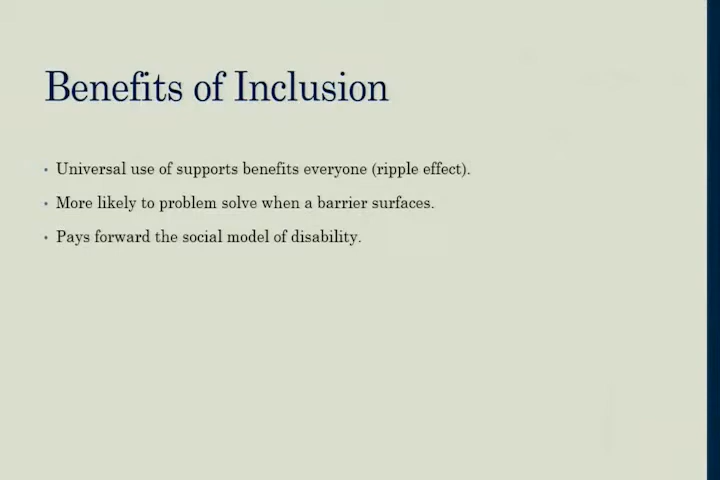 Benefits of Inclusion
• Universal use of supports benefits everyone (ripple effect).
• More likely to problem solve when a barrier surfaces.
• Pays forward the social model of disability.